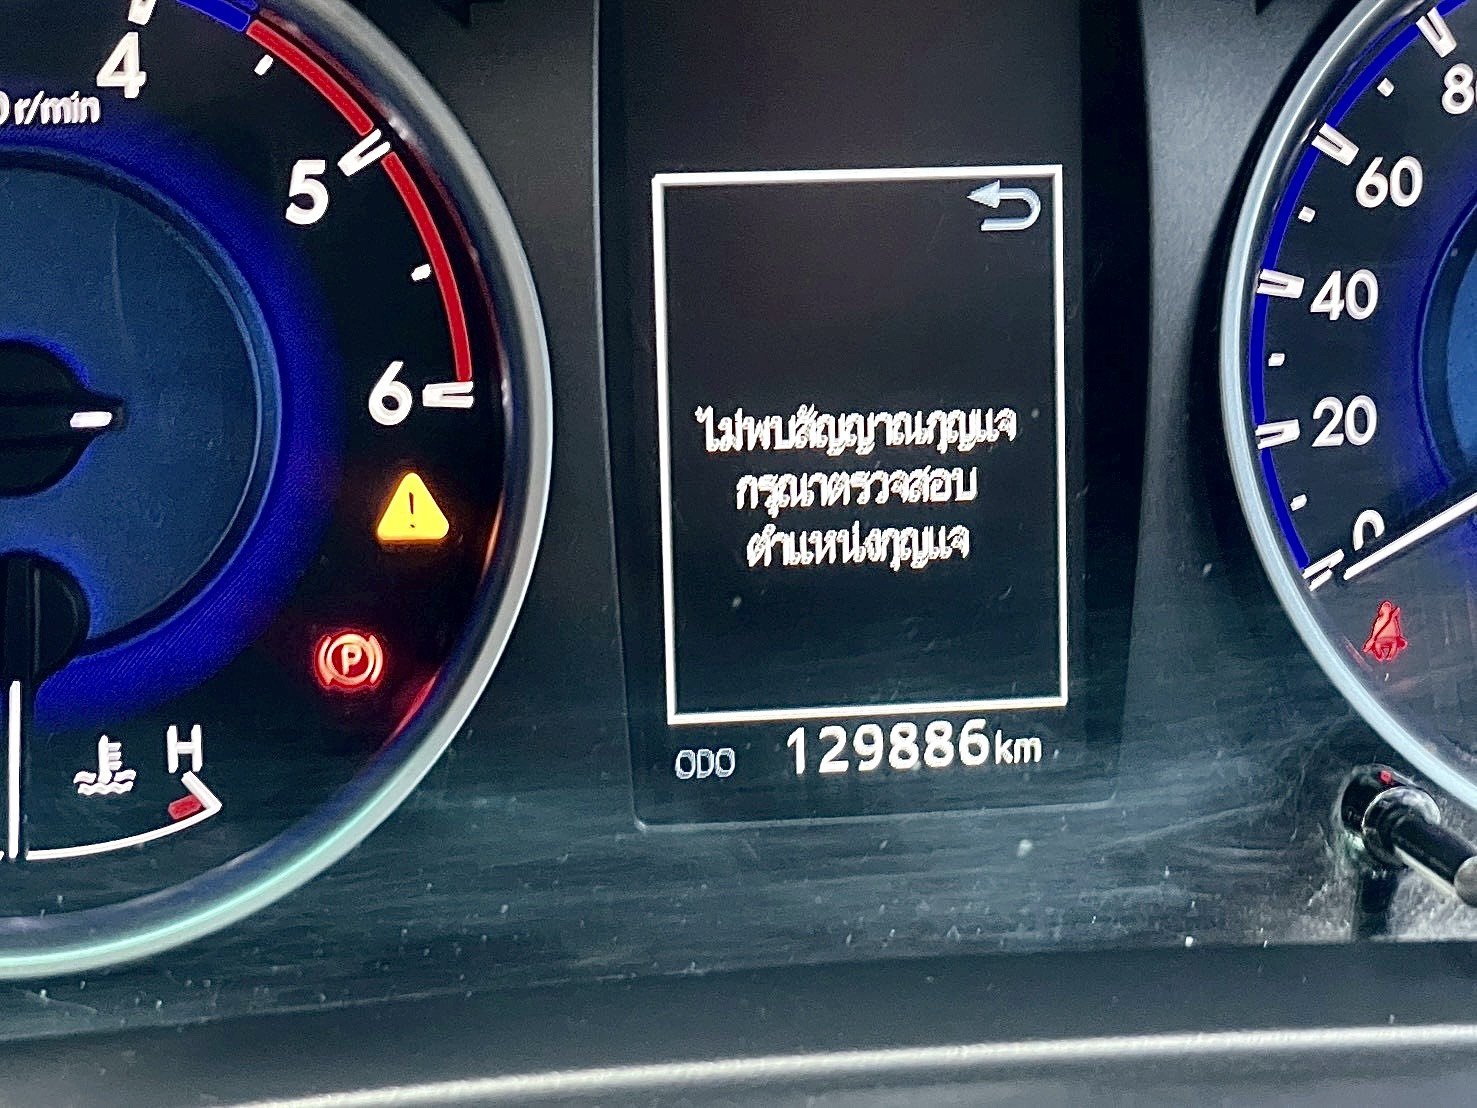 4
r/min
5
6
H
ไม่พบสัญญาณกุญแจ
กรุณาตรวจสอบ
ตำแหน่งกุญแจ
ODO 129886km
P
80
60
40
20
0